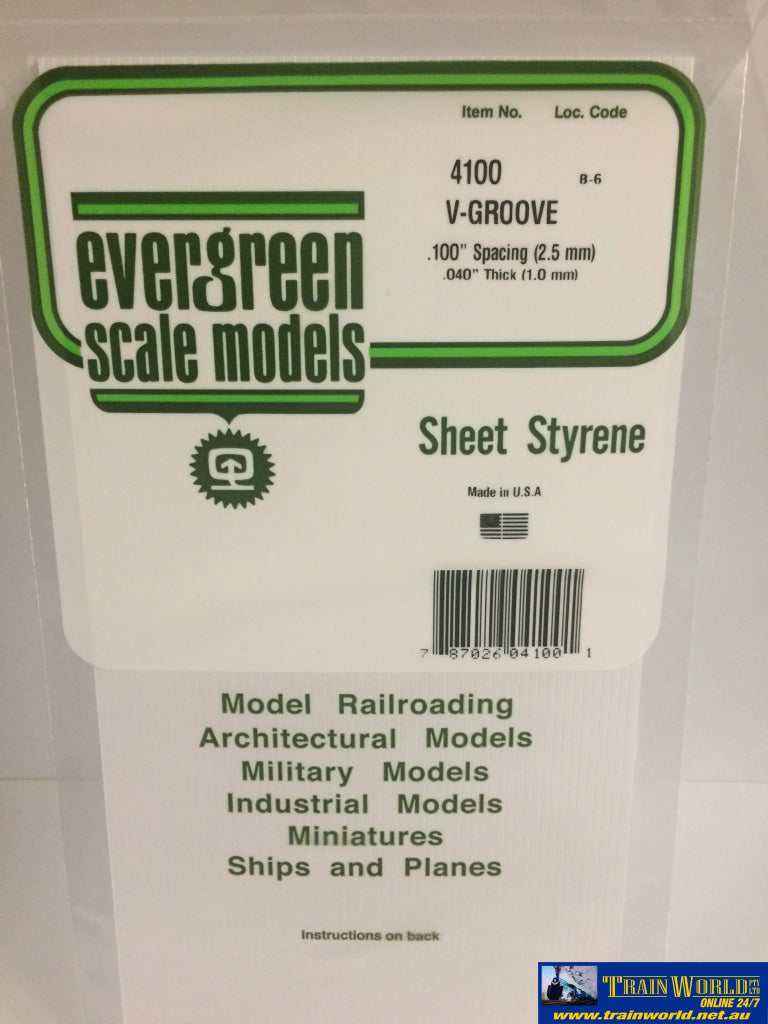 Item No. Loc. Code
4100 B-6
V-GROOVE
.100" Spacing (2.5 mm)
.040" Thick (1.0 mm)
evergreen
scale models
Sheet Styrene
Made in U.S.A
7 87026 04100 1
Model Railroading
Architectural Models
Military Models
Industrial Models
Miniatures
Ships and Planes
Instructions on back
TRAIN WORLD PTY LTD
ONLINE 24/7
www.trainworld.net.au